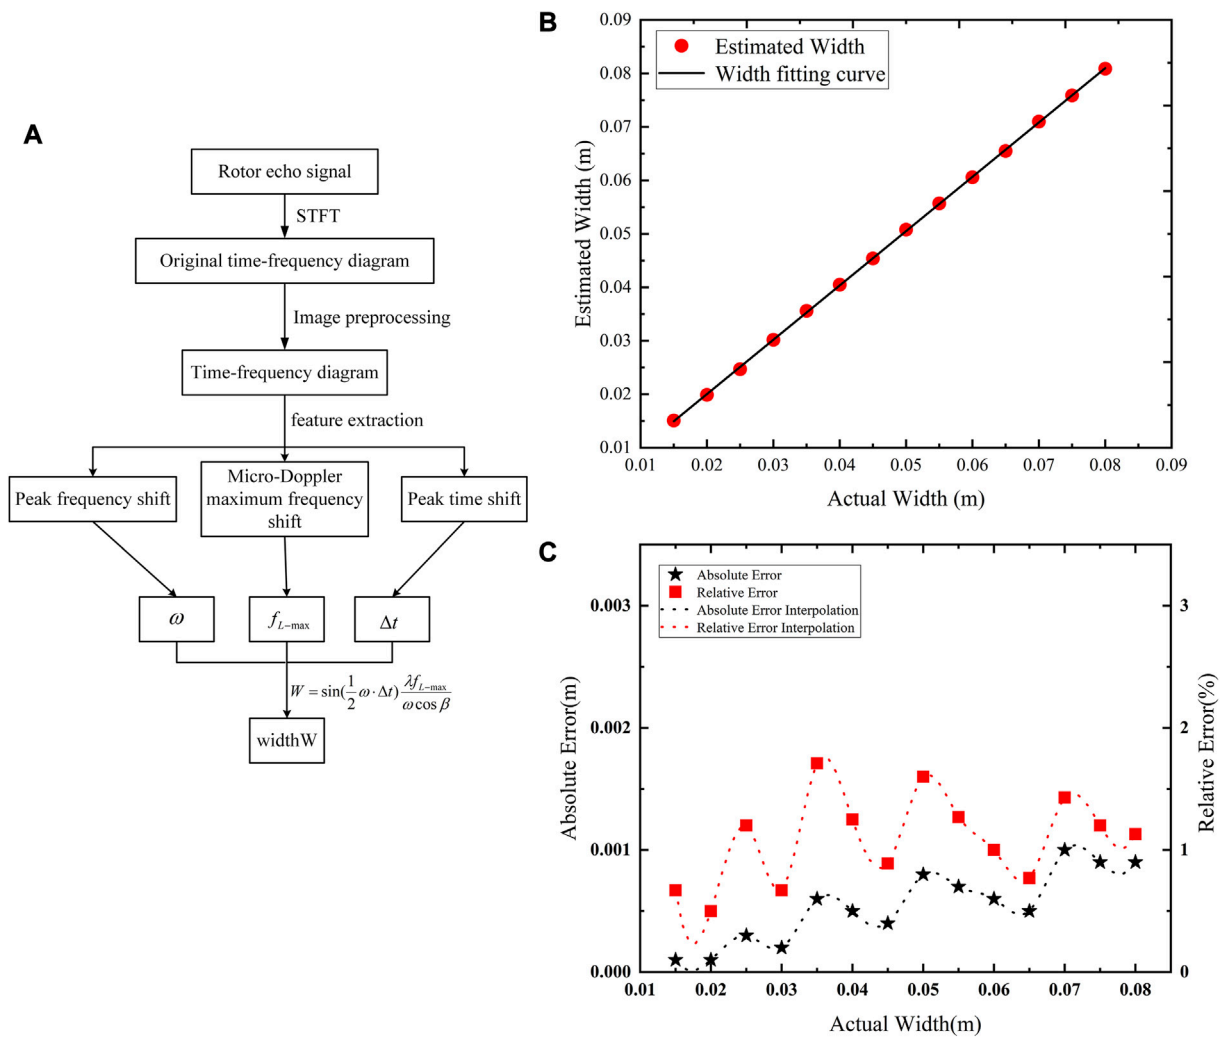 A
Rotor echo signal
STFT
Original time-frequency diagram
Image preprocessing
Time-frequency diagram
feature extraction
Peak frequency shift
Micro-Doppler
maximum frequency
shift
Peak time shift
ω
f_{L-max}
Δt
W = sin(\frac{1}{2} ω · Δt) \frac{λf_{L-max}}{ω cos β}
widthW
B
Estimated Width
Width fitting curve
Estimated Width (m)
0.09
0.08
0.07
0.06
0.05
0.04
0.03
0.02
0.01
0.01 0.02 0.03 0.04 0.05 0.06 0.07 0.08 0.09
Actual Width (m)
C
Absolute Error
Relative Error
Absolute Error Interpolation
Relative Error Interpolation
Absolute Error(m)
0.003
0.002
0.001
0.000
3
2
1
0
Relative Error(%)
0.01 0.02 0.03 0.04 0.05 0.06 0.07 0.08
Actual Width(m)